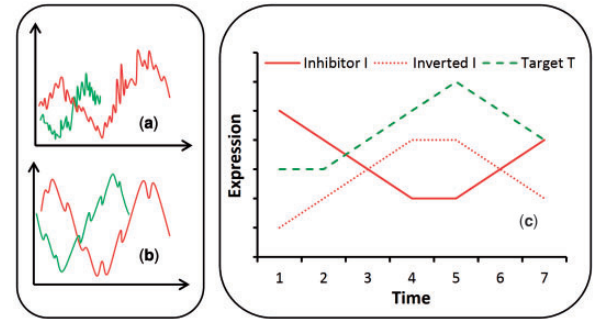 (a)
(b)
Inhibitor I Inverted I Target T
Expression
(c)
1 2 3 4 5 6 7
Time